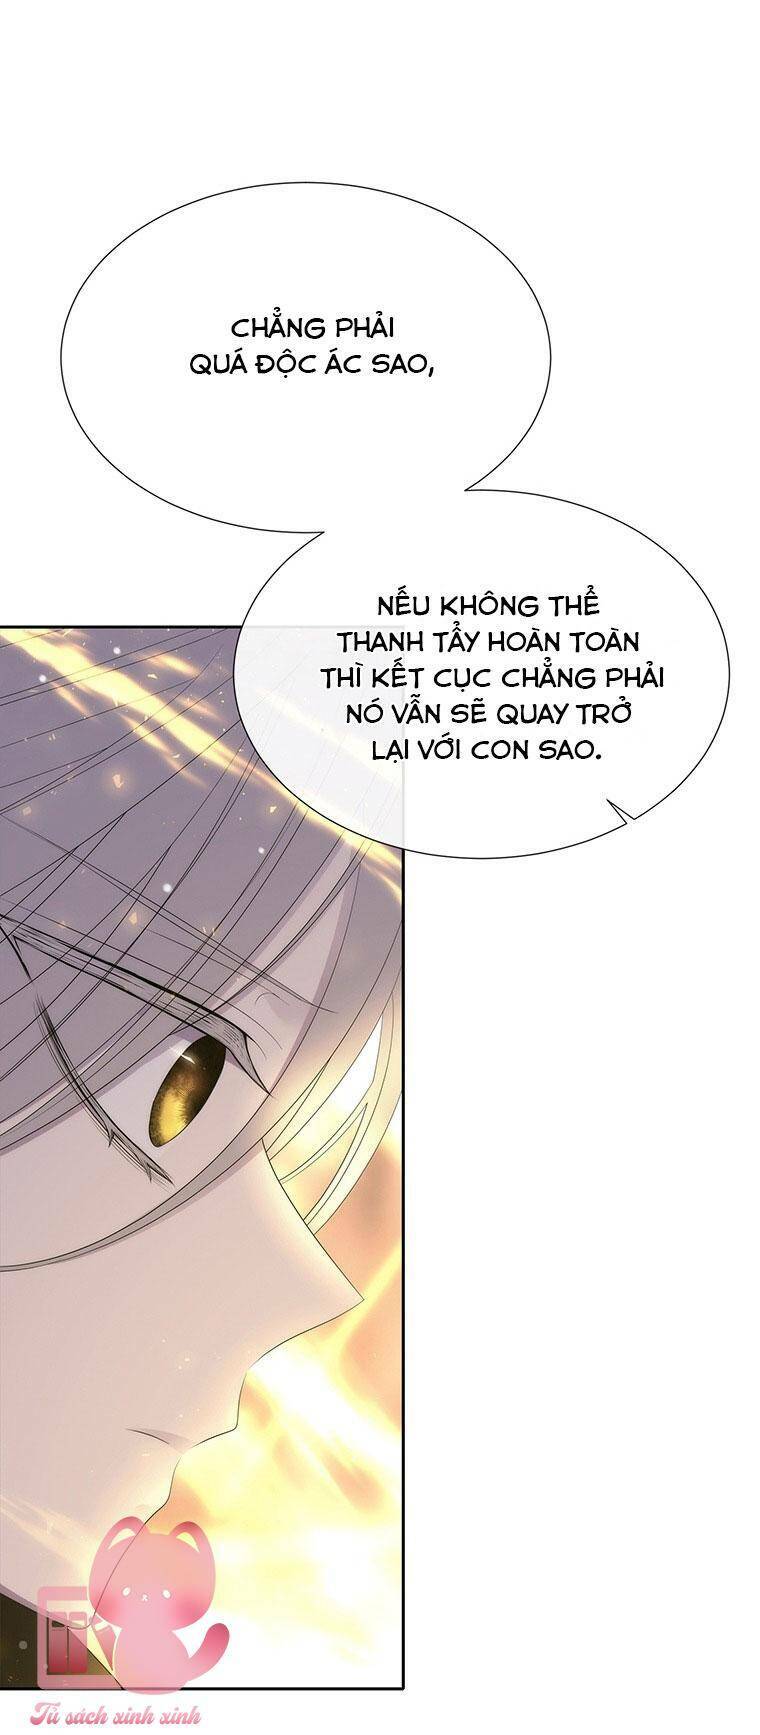 CHẲNG PHẢI
QUÁ ĐỘC ÁC SAO,
NẾU KHÔNG THỂ
THANH TẨY HOÀN TOÀN
THÌ KẾT CỤC CHẲNG PHẢI
NÓ VẪN SẼ QUAY TRỞ
LẠI VỚI CON SAO.
Tủ sách xinh xinh